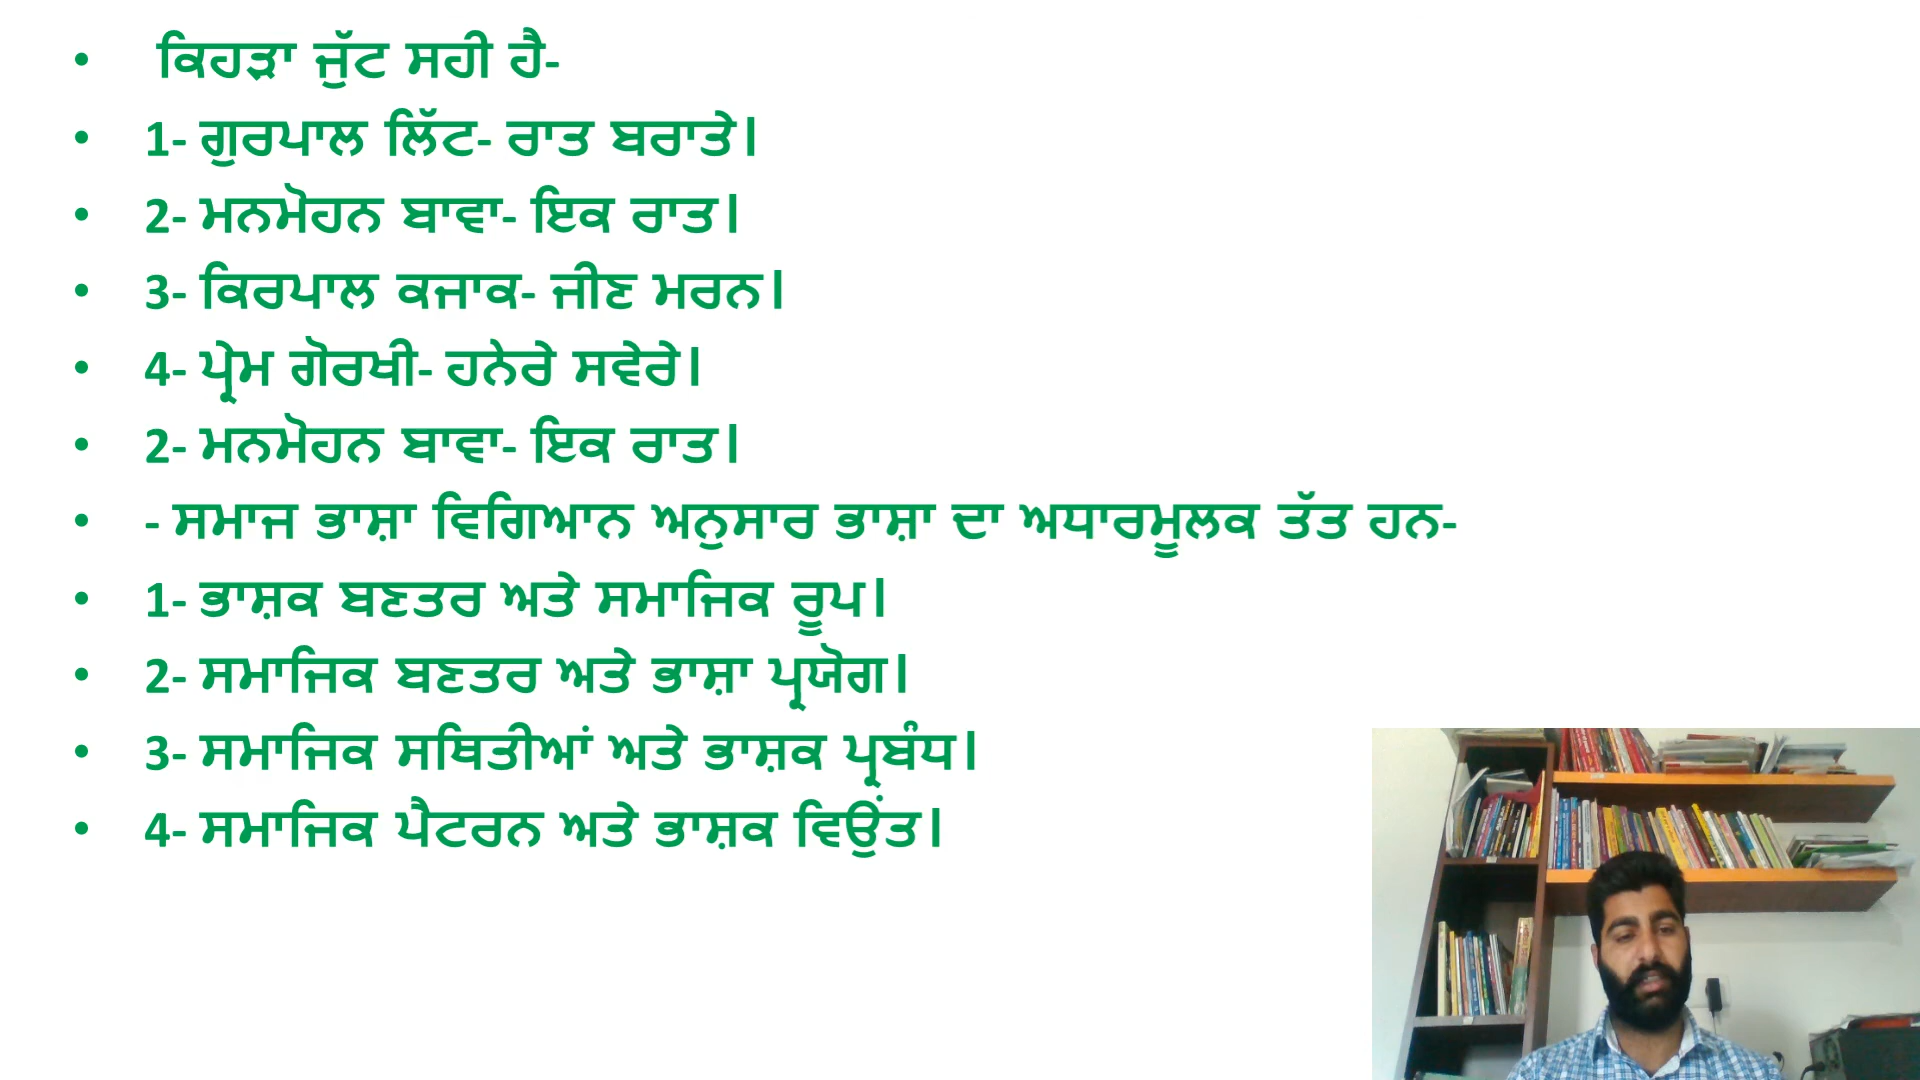 • ਕਿਹੜਾ ਜੁੱਟ ਸਹੀ ਹੈ-
• 1- ਗੁਰਪਾਲ ਲਿੱਟ- ਰਾਤ ਬਰਾਤੇ।
• 2- ਮਨਮੋਹਨ ਬਾਵਾ- ਇਕ ਰਾਤ।
• 3- ਕਿਰਪਾਲ ਕਜਾਕ- ਜੀਣ ਮਰਨ।
• 4- ਪ੍ਰੇਮ ਗੋਰਖੀ- ਹਨੇਰੇ ਸਵੇਰੇ।
• 2- ਮਨਮੋਹਨ ਬਾਵਾ- ਇਕ ਰਾਤ।
• - ਸਮਾਜ ਭਾਸ਼ਾ ਵਿਗਿਆਨ ਅਨੁਸਾਰ ਭਾਸ਼ਾ ਦਾ ਅਧਾਰਮੂਲਕ ਤੱਤ ਹਨ-
• 1- ਭਾਸ਼ਕ ਬਣਤਰ ਅਤੇ ਸਮਾਜਿਕ ਰੂਪ।
• 2- ਸਮਾਜਿਕ ਬਣਤਰ ਅਤੇ ਭਾਸ਼ਾ ਪ੍ਰਯੋਗ।
• 3- ਸਮਾਜਿਕ ਸਥਿਤੀਆਂ ਅਤੇ ਭਾਸ਼ਕ ਪ੍ਰਬੰਧ।
• 4- ਸਮਾਜਿਕ ਪੈਟਰਨ ਅਤੇ ਭਾਸ਼ਕ ਵਿਉਂਤ।